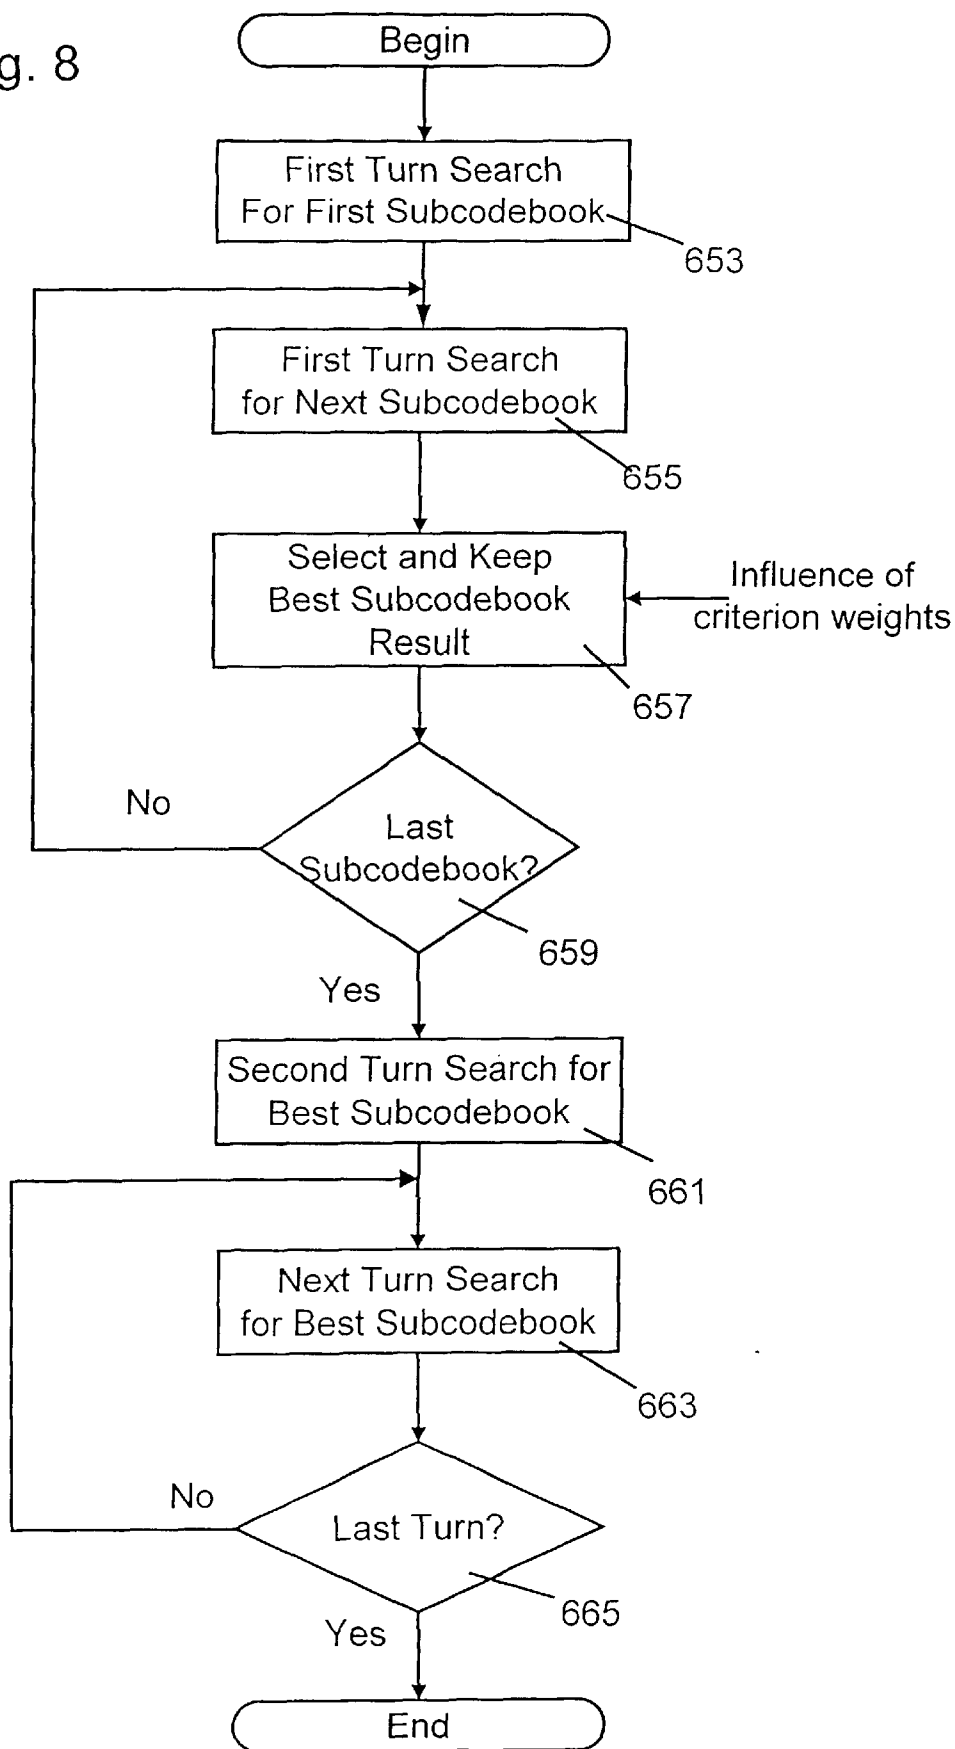 g. 8
Begin
First Turn Search
For First Subcodebook
653
First Turn Search
for Next Subcodebook
655
Select and Keep
Best Subcodebook
Result
Influence of
criterion weights
657
No
Last
Subcodebook?
659
Yes
Second Turn Search for
Best Subcodebook
661
Next Turn Search
for Best Subcodebook
663
No
Last Turn?
665
Yes
End